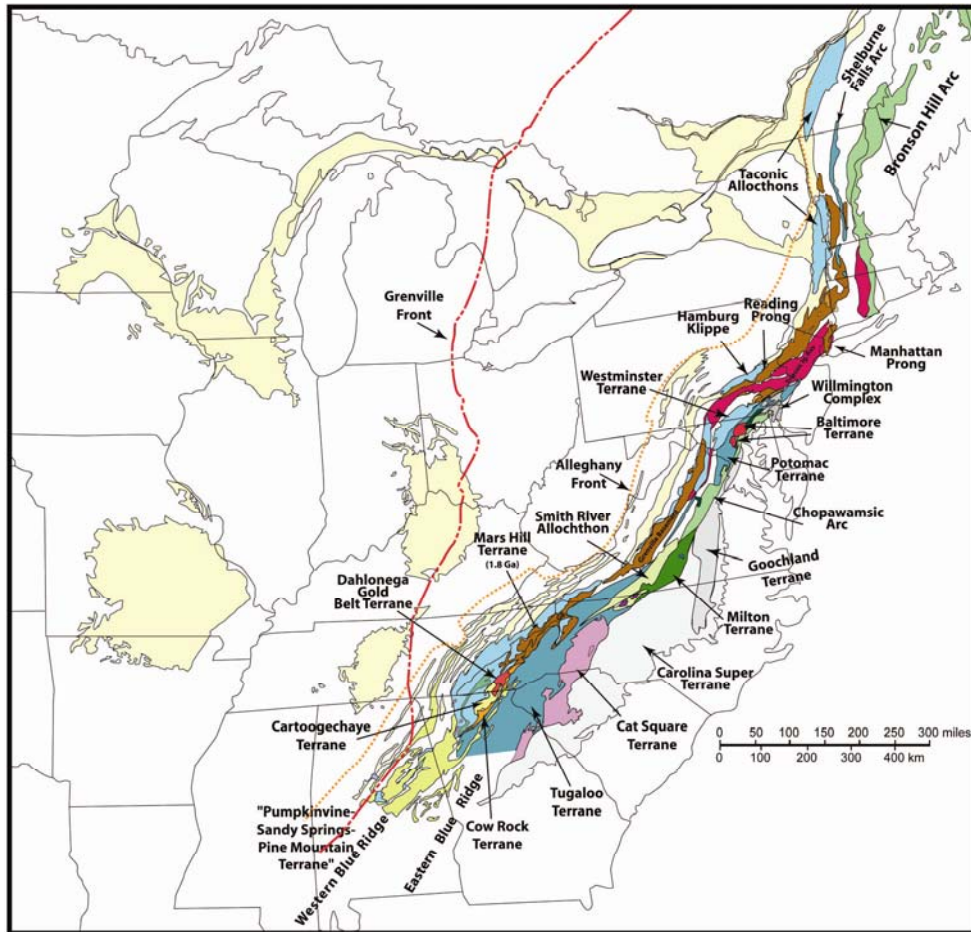 Shelburne
Falls Arc
Bronson Hill Arc
Taconic
Allocthons
Grenville
Front
Reading
Prong
Hamburg
Klippe
Manhattan
Prong
Westminster
Terrane
Willmington
Complex
Baltimore
Terrane
Potomac
Terrane
Alleghany
Front
Chopawamsic
Arc
Smith River
Allochthon
Mars Hill
Terrane
(1.8 Ga)
Goochland
Terrane
Dahlonega
Gold
Belt Terrane
Milton
Terrane
Carolina Super
Terrane
Cartoogechaye
Terrane
Cat Square
Terrane
0 50 100 150 200 250 300 miles
0 100 200 300 400
km
Tugaloo
Terrane
"Pumpkinvine-
Sandy Springs-
Pine Mountain
Terrane"
Western Blue Ridge
Eastern Blue Ridge
Cow Rock
Terrane